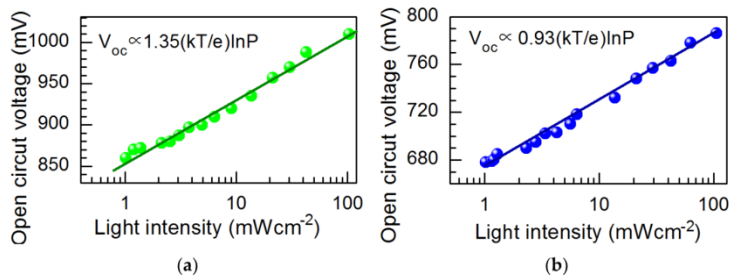 Open circut voltage (mV)
1000
950
900
850
V_oc∝1.35(kT/e)lnP
1
10
100
Light intensity (mWcm⁻²)
(a)
Open circut voltage (mV)
800
760
720
680
V_oc∝ 0.93(kT/e)lnP
1
10
100
Light intensity (mWcm⁻²)
(b)